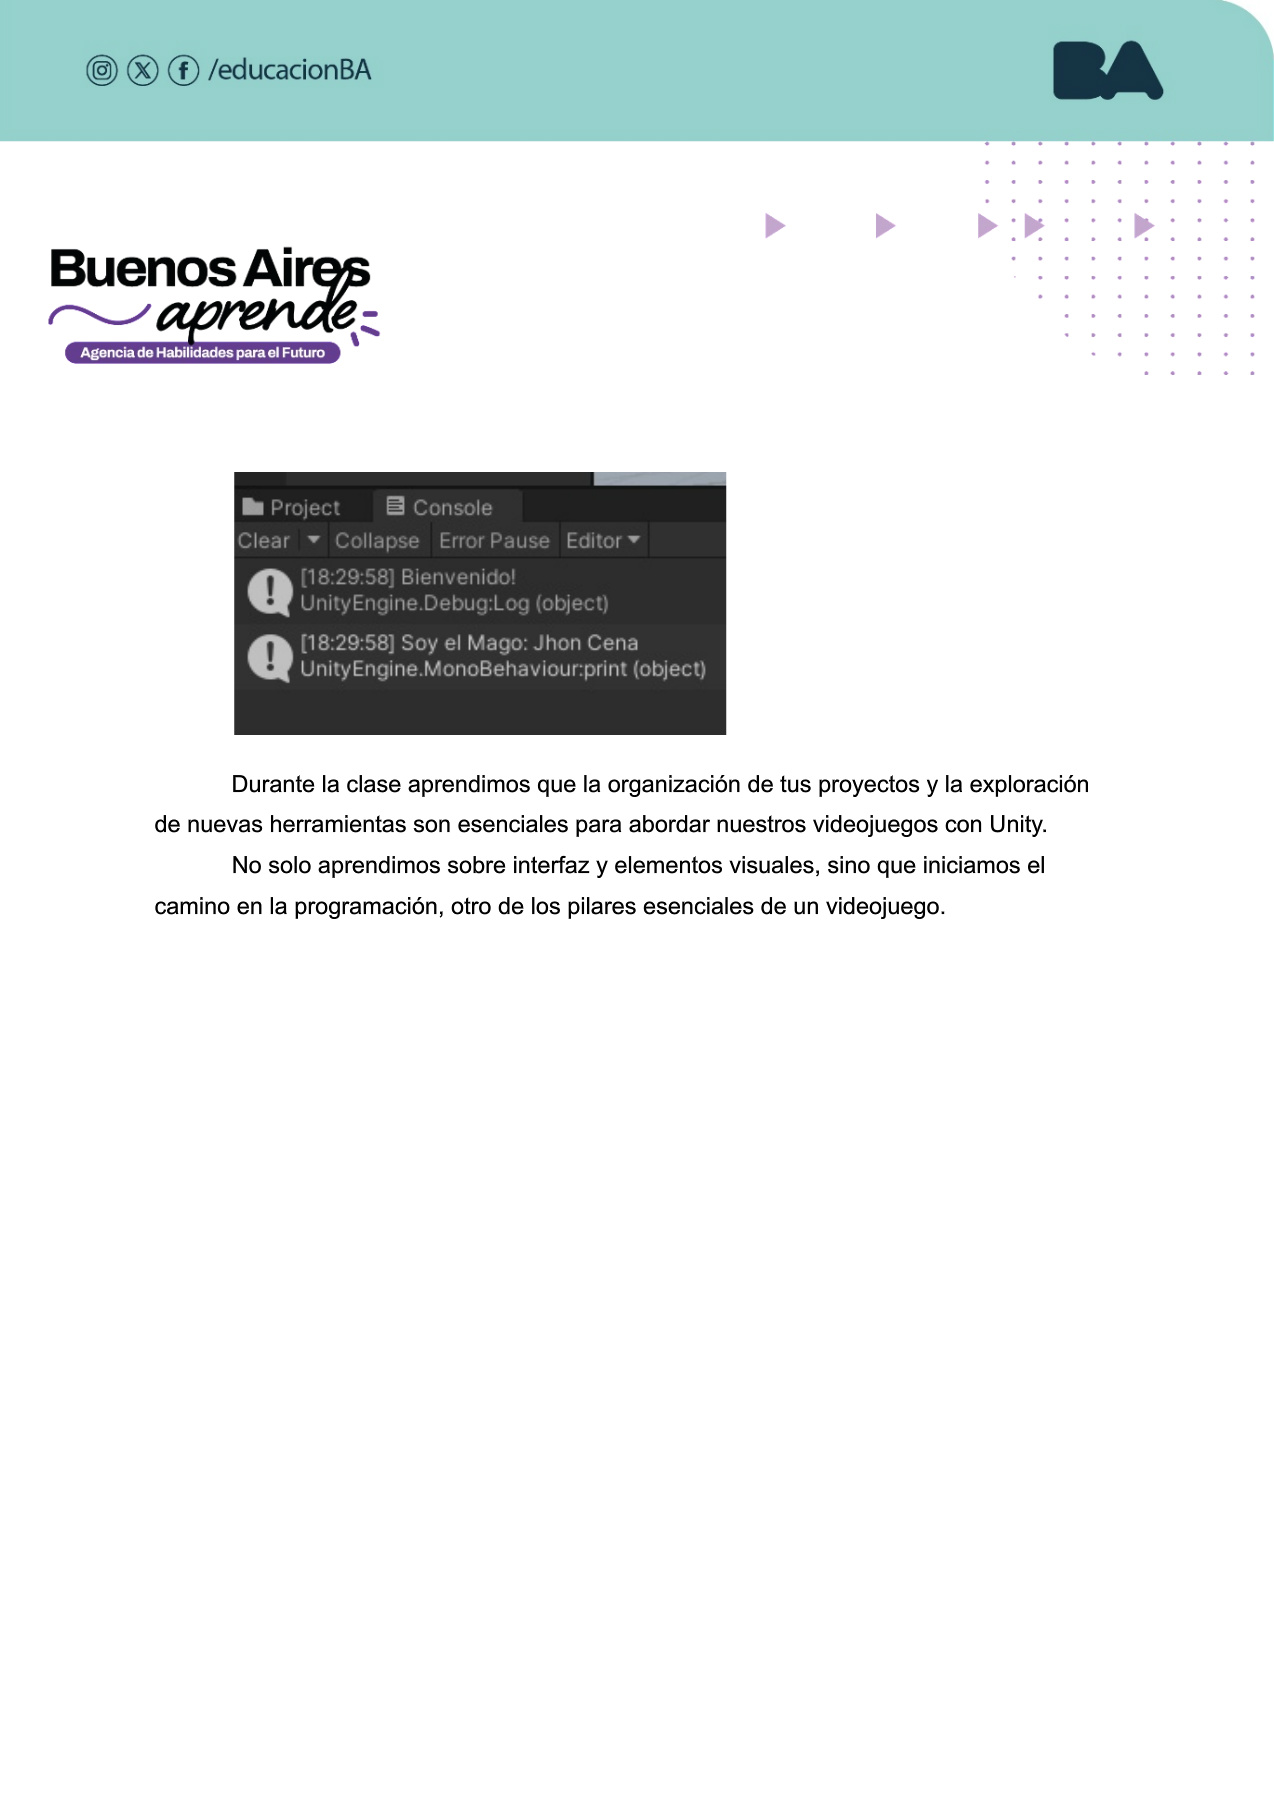 /educacionBA
BA
Buenos Aires
aprende
Agencia de Habilidades para el Futuro
Project Console
Clear Collapse Error Pause Editor
[18:29:58] Bienvenido!
UnityEngine.Debug:Log (object)
[18:29:58] Soy el Mago: Jhon Cena
UnityEngine.MonoBehaviour:print (object)
Durante la clase aprendimos que la organización de tus proyectos y la exploración
de nuevas herramientas son esenciales para abordar nuestros videojuegos con Unity.
No solo aprendimos sobre interfaz y elementos visuales, sino que iniciamos el
camino en la programación, otro de los pilares esenciales de un videojuego.